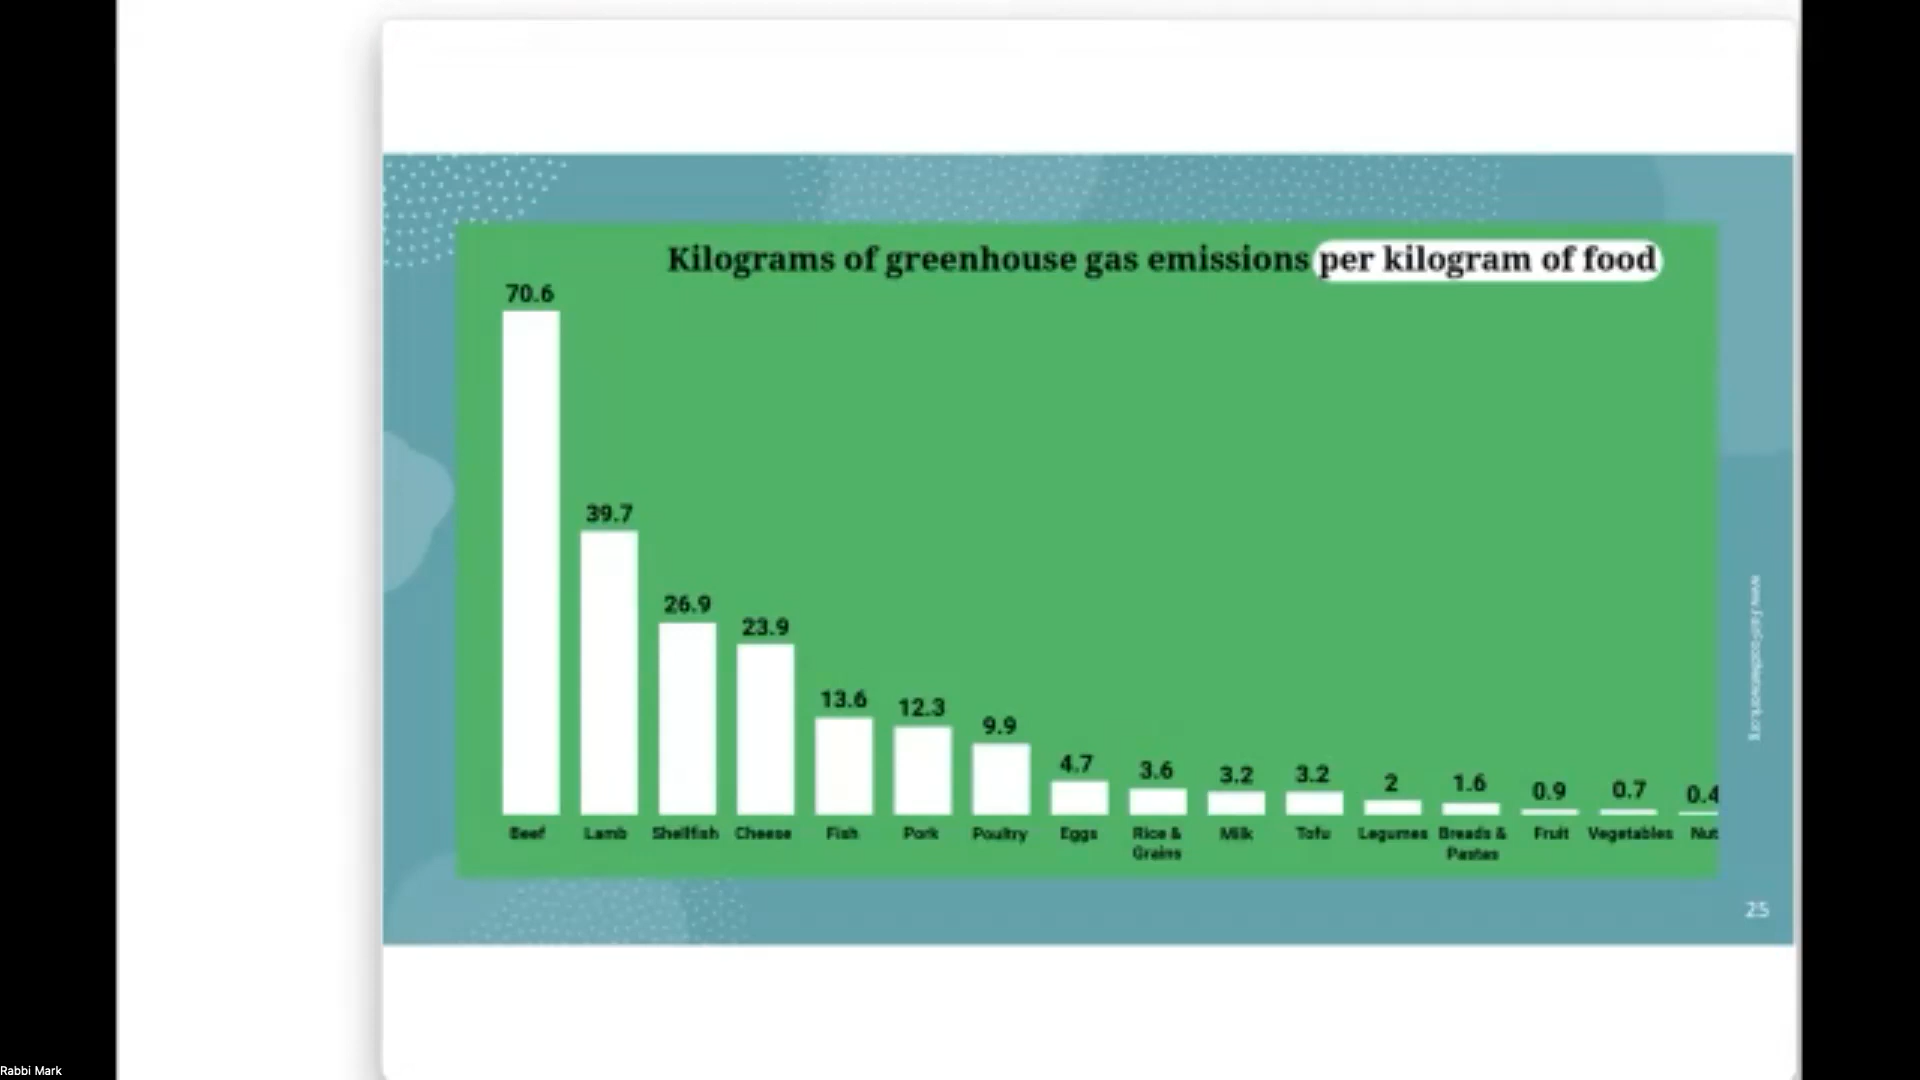 Kilograms of greenhouse gas emissions per kilogram of food
70.6
39.7
26.9
23.9
13.6
12.3
9.9
4.7
3.6
3.2
3.2
2
1.6
0.9
0.7
0.4
Beef
Lamb
Shellfish
Cheese
Fish
Pork
Poultry
Eggs
Rice &
Grains
Milk
Tofu
Legumes
Breads &
Pastas
Fruit
Vegetables
Nut
25
Rabbi Mark